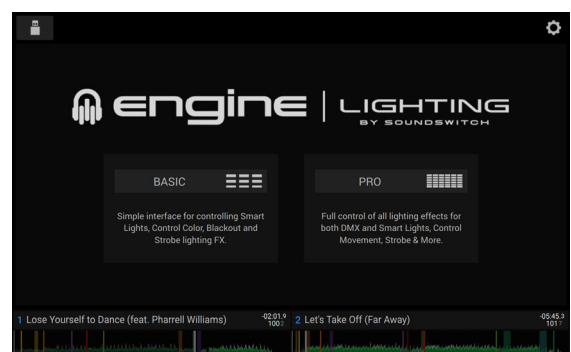 engine | LIGHTING
BY SOUNDSWITCH
BASIC
PRO
Simple interface for controlling Smart
Lights, Control Color, Blackout and
Strobe lighting FX.
Full control of all lighting effects for
both DMX and Smart Lights, Control
Movement, Strobe & More.
1 Lose Yourself to Dance (feat. Pharrell Williams)
-02:01.9
100.2
2 Let's Take Off (Far Away)
-05:45.3
101.7